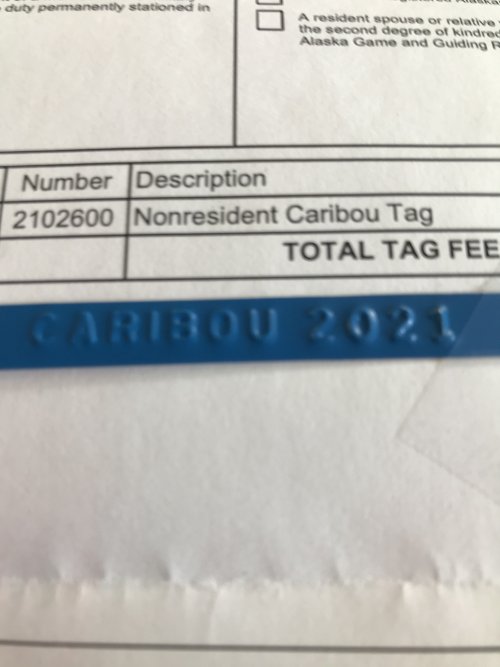 duty permanently stationed in
A resident spouse or relative
the second degree of kindred
Alaska Game and Guiding
Number Description
2102600 Nonresident Caribou Tag
TOTAL TAG FEE
CARIBOU 2021